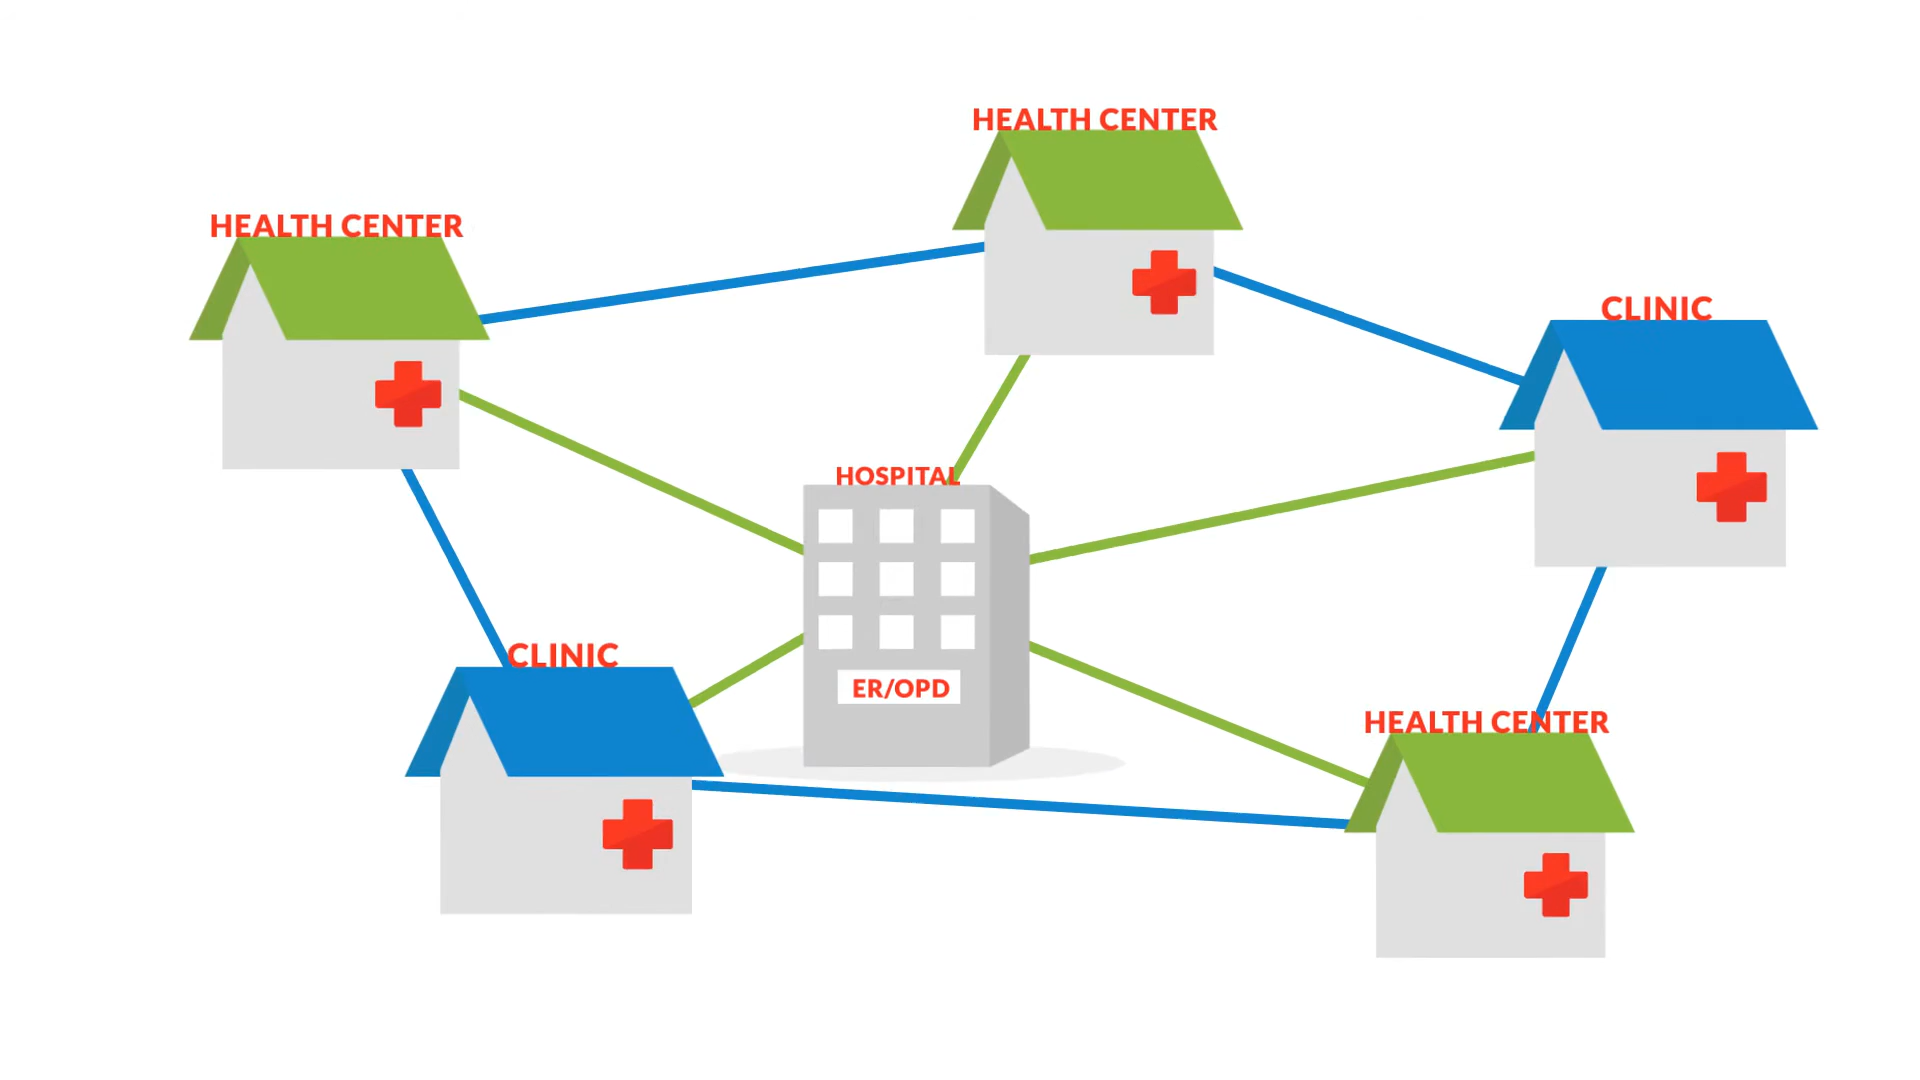 HEALTH CENTER
HEALTH CENTER
CLINIC
HOSPITAL
ER/OPD
CLINIC
HEALTH CENTER